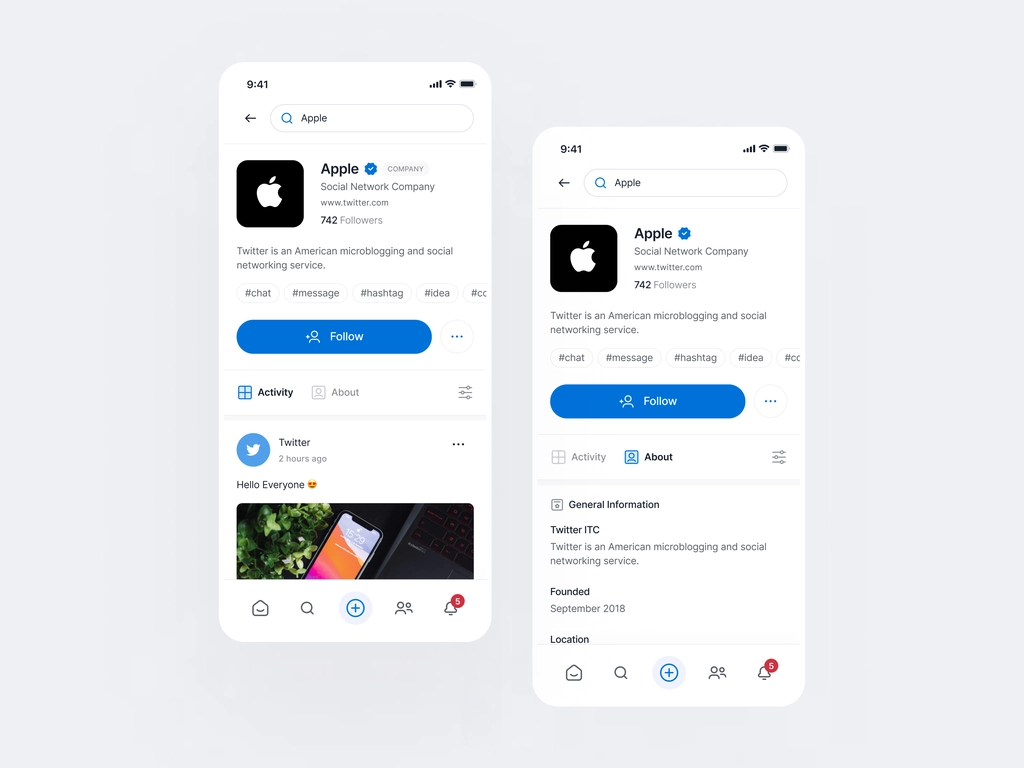 9:41
Apple
Apple COMPANY
Social Network Company
www.twitter.com
742 Followers
Twitter is an American microblogging and social
networking service.
#chat #message #hashtag #idea #co
Follow
Activity About
Twitter
2 hours ago
Hello Everyone 😍
15:29
5
9:41
Apple
Apple
Social Network Company
www.twitter.com
742 Followers
Twitter is an American microblogging and social
networking service.
#chat #message #hashtag #idea #co
Follow
Activity About
General Information
Twitter ITC
Twitter is an American microblogging and social
networking service.
Founded
September 2018
Location
5